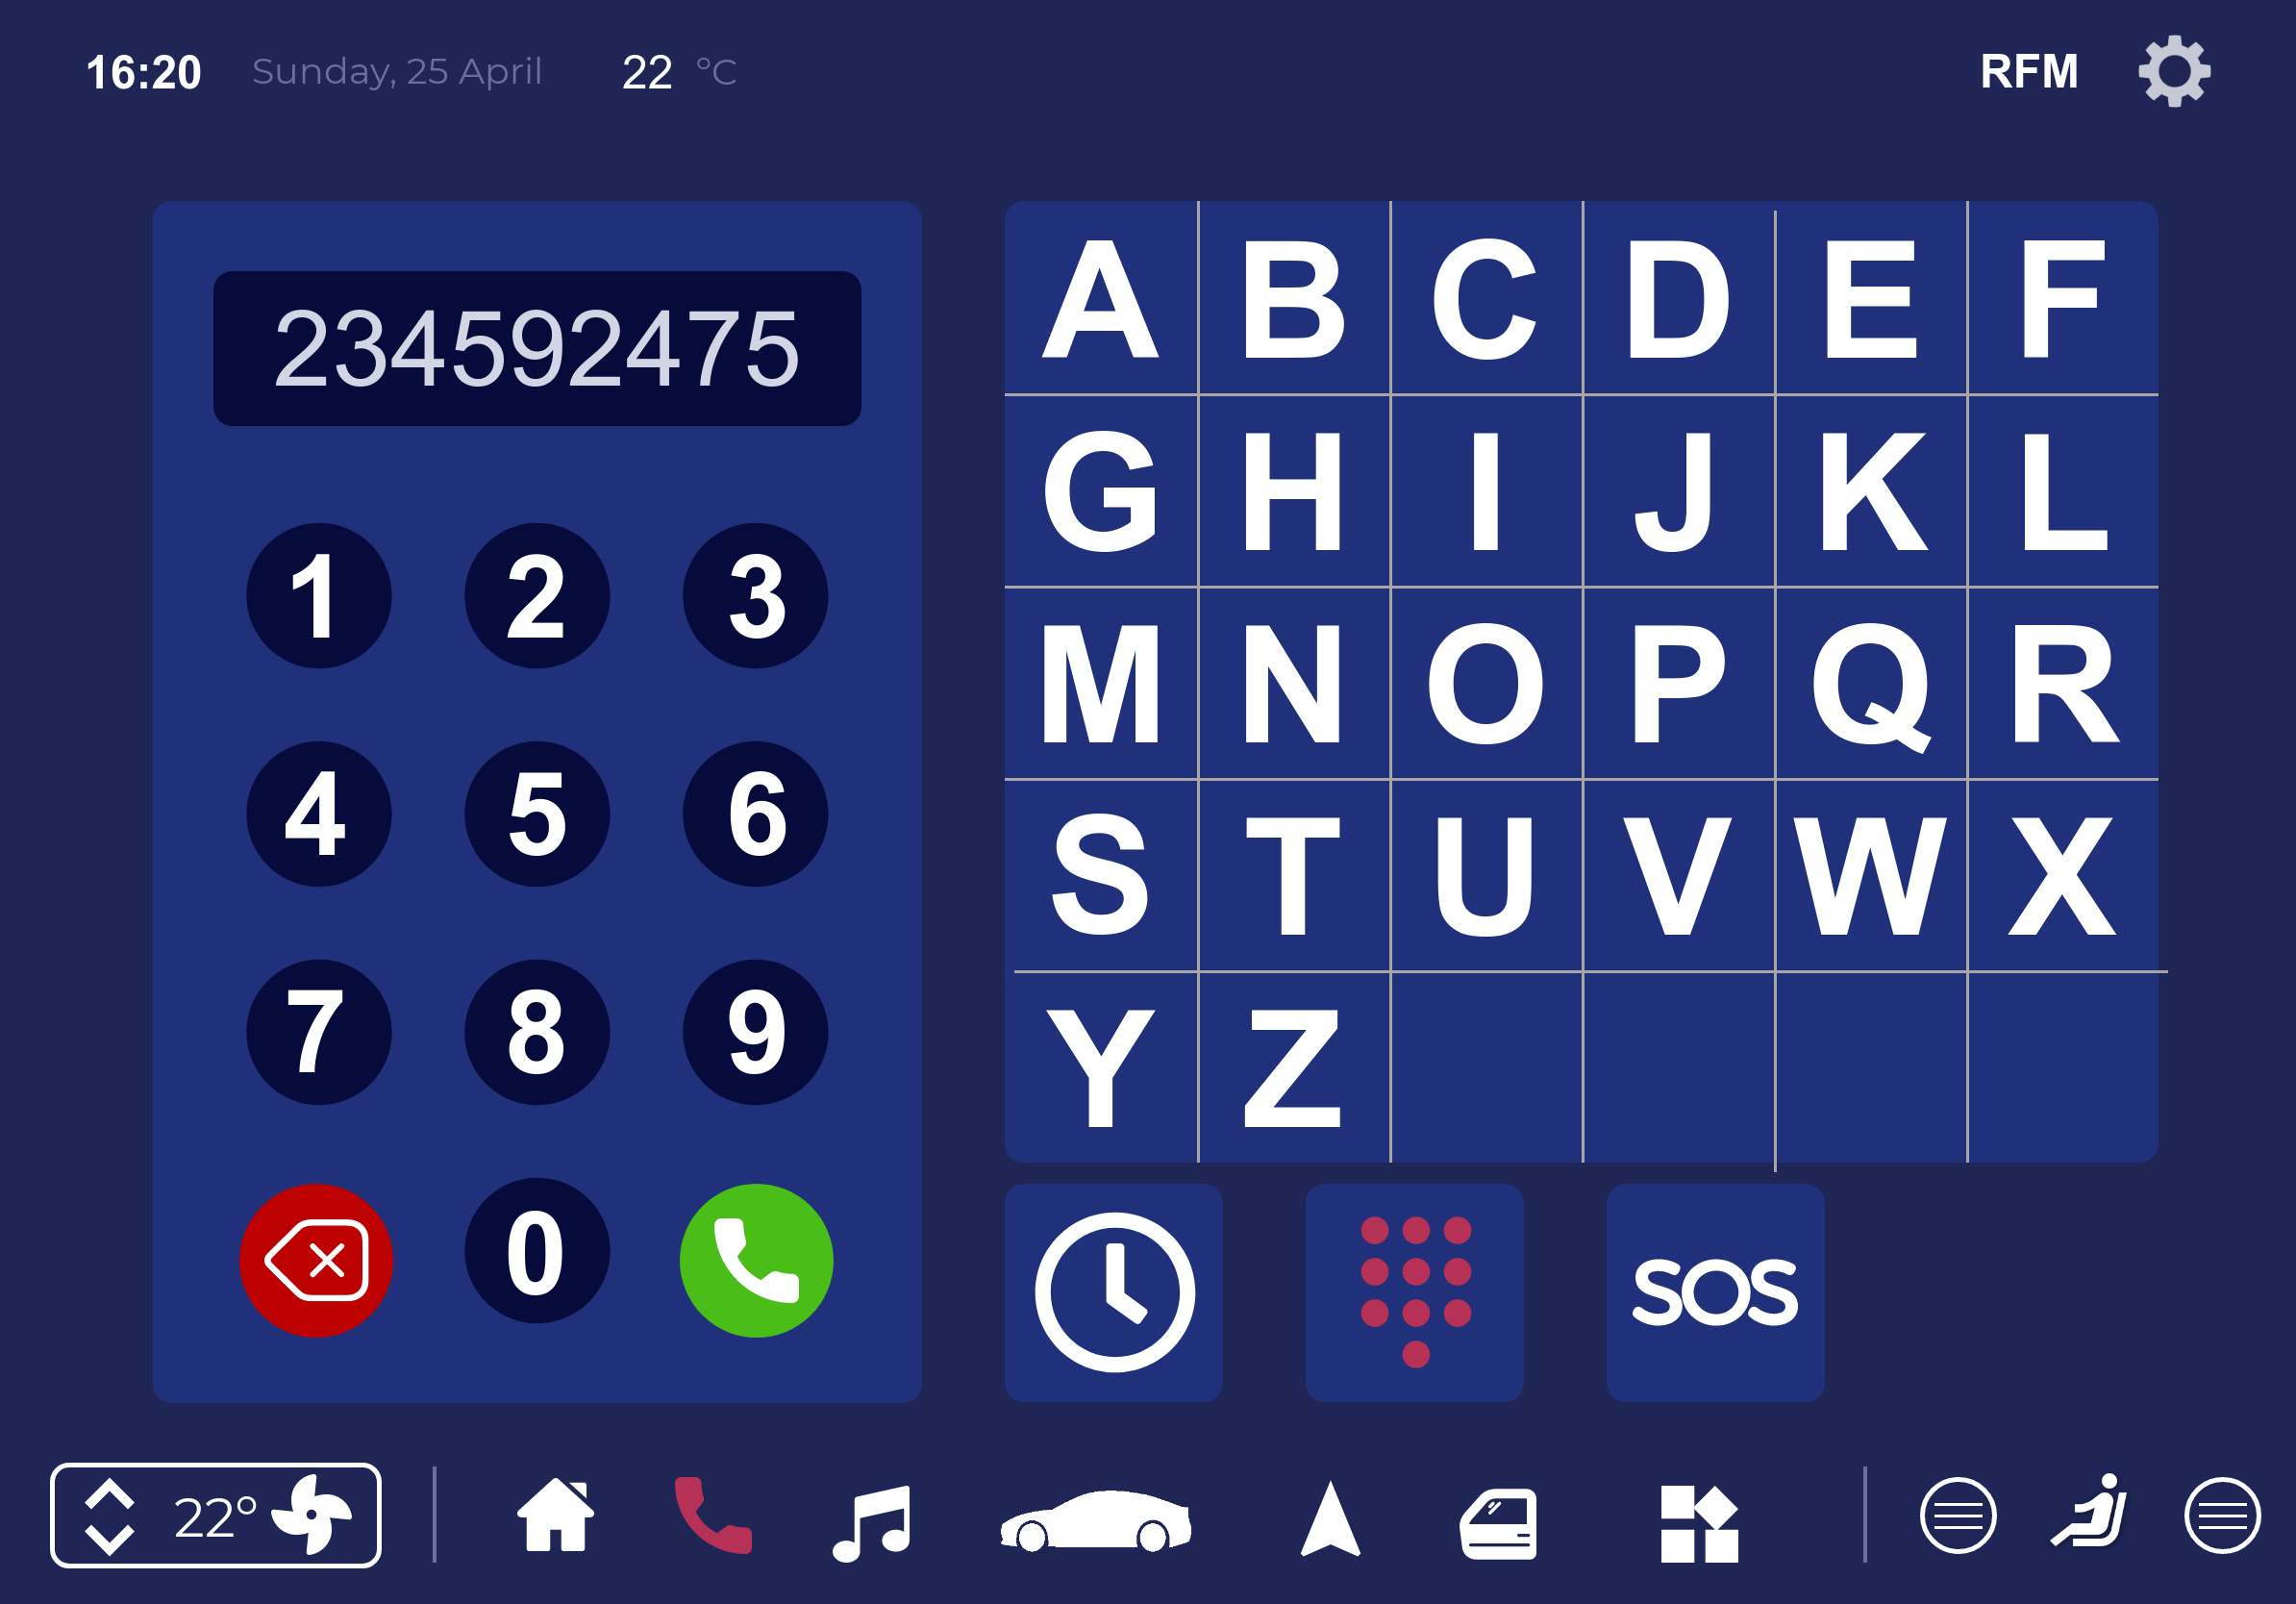 16:20 Sunday, 25 April 22 °C RFM
234592475
1 2 3
4 5 6
7 8 9
0
A B C D E F
G H I J K L
M N O P Q R
S T U V W X
Y Z
SOS
22°